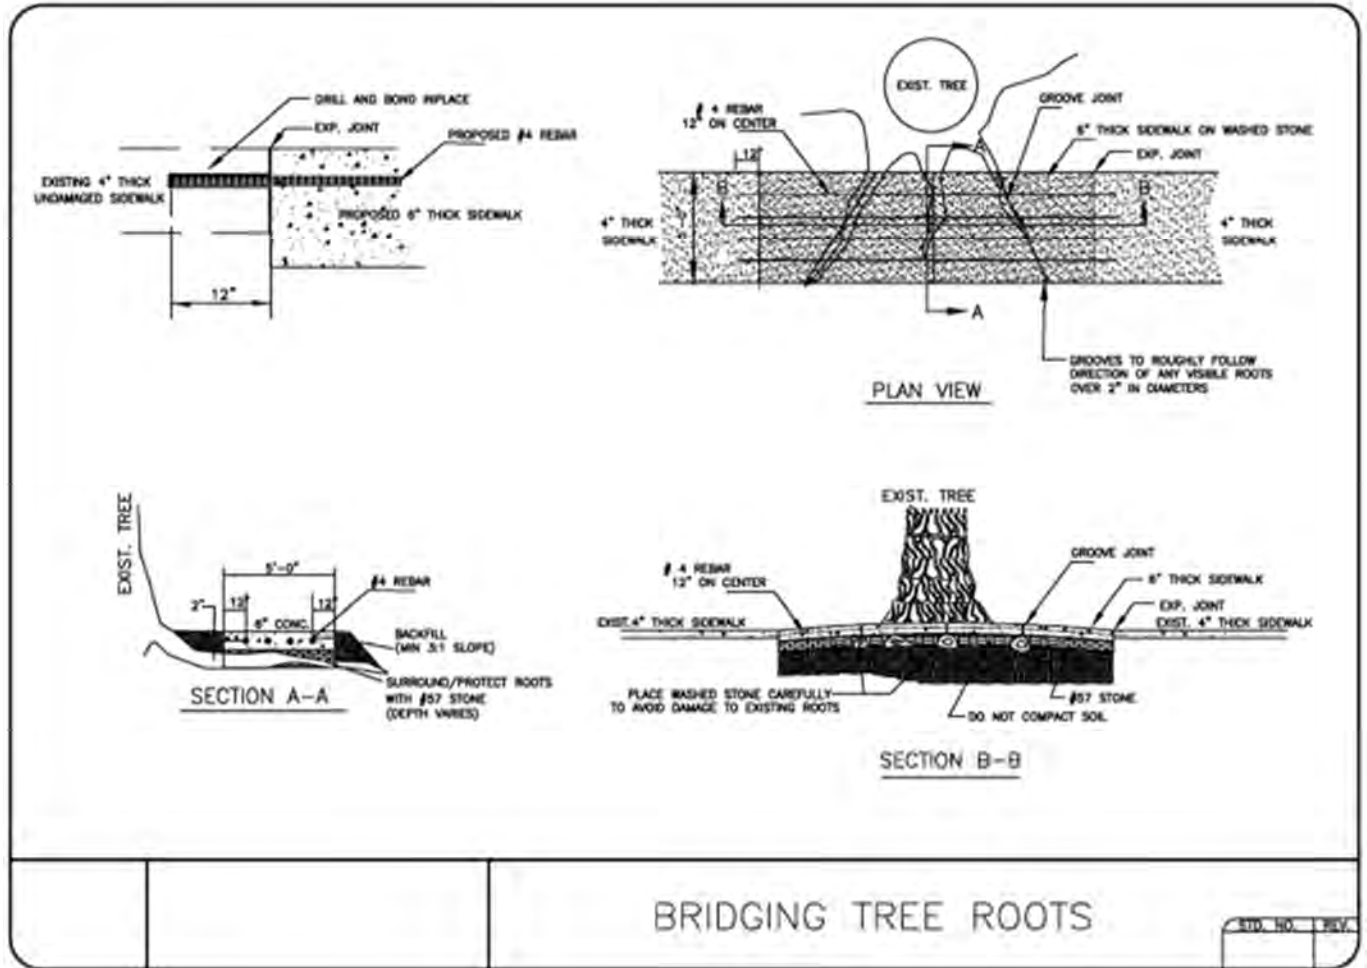 DRILL AND BOND INPLACE
EXP. JOINT
PROPOSED #4 REBAR
EXISTING 4" THICK
UNDAMAGED SIDEWALK
PROPOSED 6" THICK SIDEWALK
12"
EXIST. TREE
# 4 REBAR
12" ON CENTER
GROOVE JOINT
6" THICK SIDEWALK ON WASHED STONE
EXP. JOINT
12"
A
B
B
4" THICK
SIDEWALK
4" THICK
SIDEWALK
A
GROOVES TO ROUGHLY FOLLOW
DIRECTION OF ANY VISIBLE ROOTS
OVER 2" IN DIAMETERS
PLAN VIEW
EXIST. TREE
5'-0"
#4 REBAR
2"
12"
12"
6" CONC.
BACKFILL
(MIN 3:1 SLOPE)
SURROUND/PROTECT ROOTS
WITH #57 STONE
(DEPTH VARIES)
SECTION A-A
EXIST. TREE
# 4 REBAR
12" ON CENTER
GROOVE JOINT
6" THICK SIDEWALK
EXP. JOINT
EXIST. 4" THICK SIDEWALK
EXIST. 4" THICK SIDEWALK
PLACE WASHED STONE CAREFULLY
TO AVOID DAMAGE TO EXISTING ROOTS
#57 STONE
DO NOT COMPACT SOIL
SECTION B-B
BRIDGING TREE ROOTS
STD. NO.
REV.